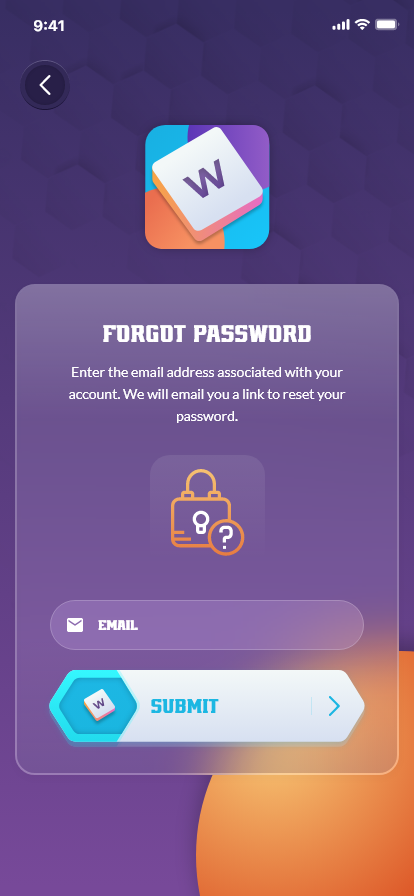 9:41
W
FORGOT PASSWORD
Enter the email address associated with your
account. We will email you a link to reset your
password.
?
EMAIL
W
SUBMIT